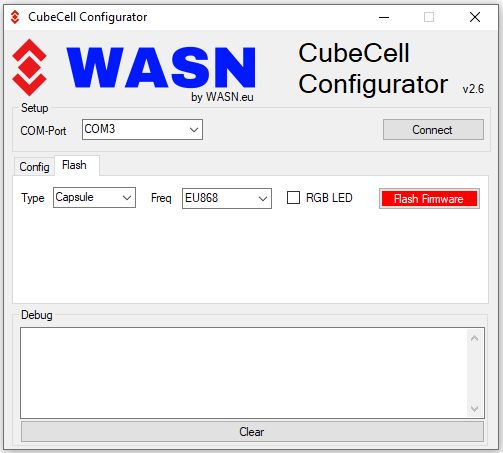 CubeCell Configurator
WASN
by WASN.eu
CubeCell
Configurator v2.6
Setup
COM-Port COM3 Connect
Config Flash
Type Capsule Freq EU868 RGB LED Flash Firmware
Debug
Clear